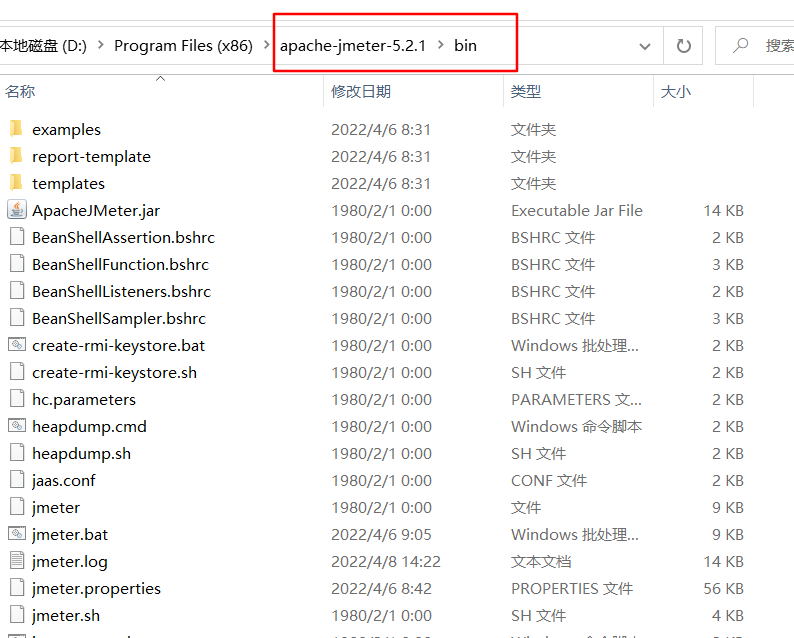 本地磁盘 (D:) > Program Files (x86) > apache-jmeter-5.2.1 > bin 搜索
名称 修改日期 类型 大小
examples 2022/4/6 8:31 文件夹
report-template 2022/4/6 8:31 文件夹
templates 2022/4/6 8:31 文件夹
ApacheJMeter.jar 1980/2/1 0:00 Executable Jar File 14 KB
BeanShellAssertion.bshrc 1980/2/1 0:00 BSHRC 文件 2 KB
BeanShellFunction.bshrc 1980/2/1 0:00 BSHRC 文件 3 KB
BeanShellListeners.bshrc 1980/2/1 0:00 BSHRC 文件 2 KB
BeanShellSampler.bshrc 1980/2/1 0:00 BSHRC 文件 3 KB
create-rmi-keystore.bat 1980/2/1 0:00 Windows 批处理... 2 KB
create-rmi-keystore.sh 1980/2/1 0:00 SH 文件 2 KB
hc.parameters 1980/2/1 0:00 PARAMETERS 文... 2 KB
heapdump.cmd 1980/2/1 0:00 Windows 命令脚本 2 KB
heapdump.sh 1980/2/1 0:00 SH 文件 2 KB
jaas.conf 1980/2/1 0:00 CONF 文件 2 KB
jmeter 1980/2/1 0:00 文件 9 KB
jmeter.bat 2022/4/6 9:05 Windows 批处理... 9 KB
jmeter.log 2022/4/8 14:22 文本文档 14 KB
jmeter.properties 2022/4/6 8:42 PROPERTIES 文件 56 KB
jmeter.sh 1980/2/1 0:00 SH 文件 4 KB